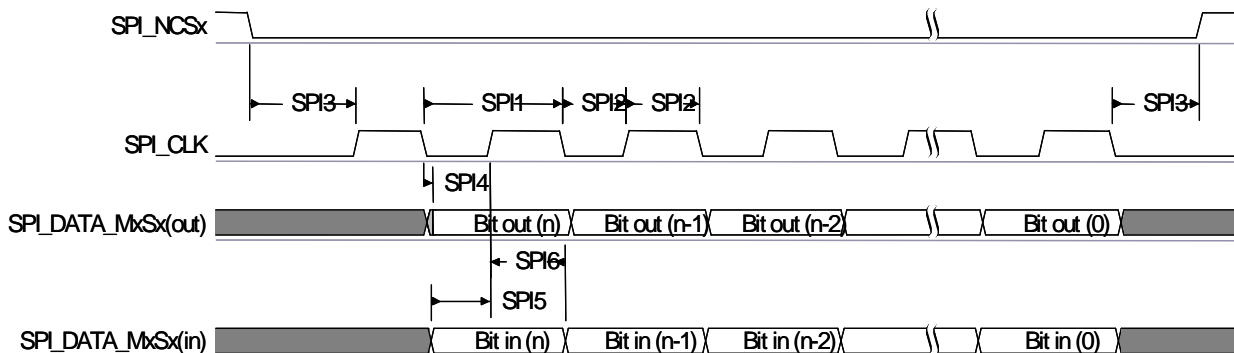 SPI_NCSx
SPI3 SPI1 SPI2 SPI2 SPI3
SPI_CLK
SPI4
SPI_DATA_MxSx(out) Bit out (n) Bit out (n-1) Bit out (n-2) Bit out (0)
SPI6
SPI5
SPI_DATA_MxSx(in) Bit in (n) Bit in (n-1) Bit in (n-2) Bit in (0)